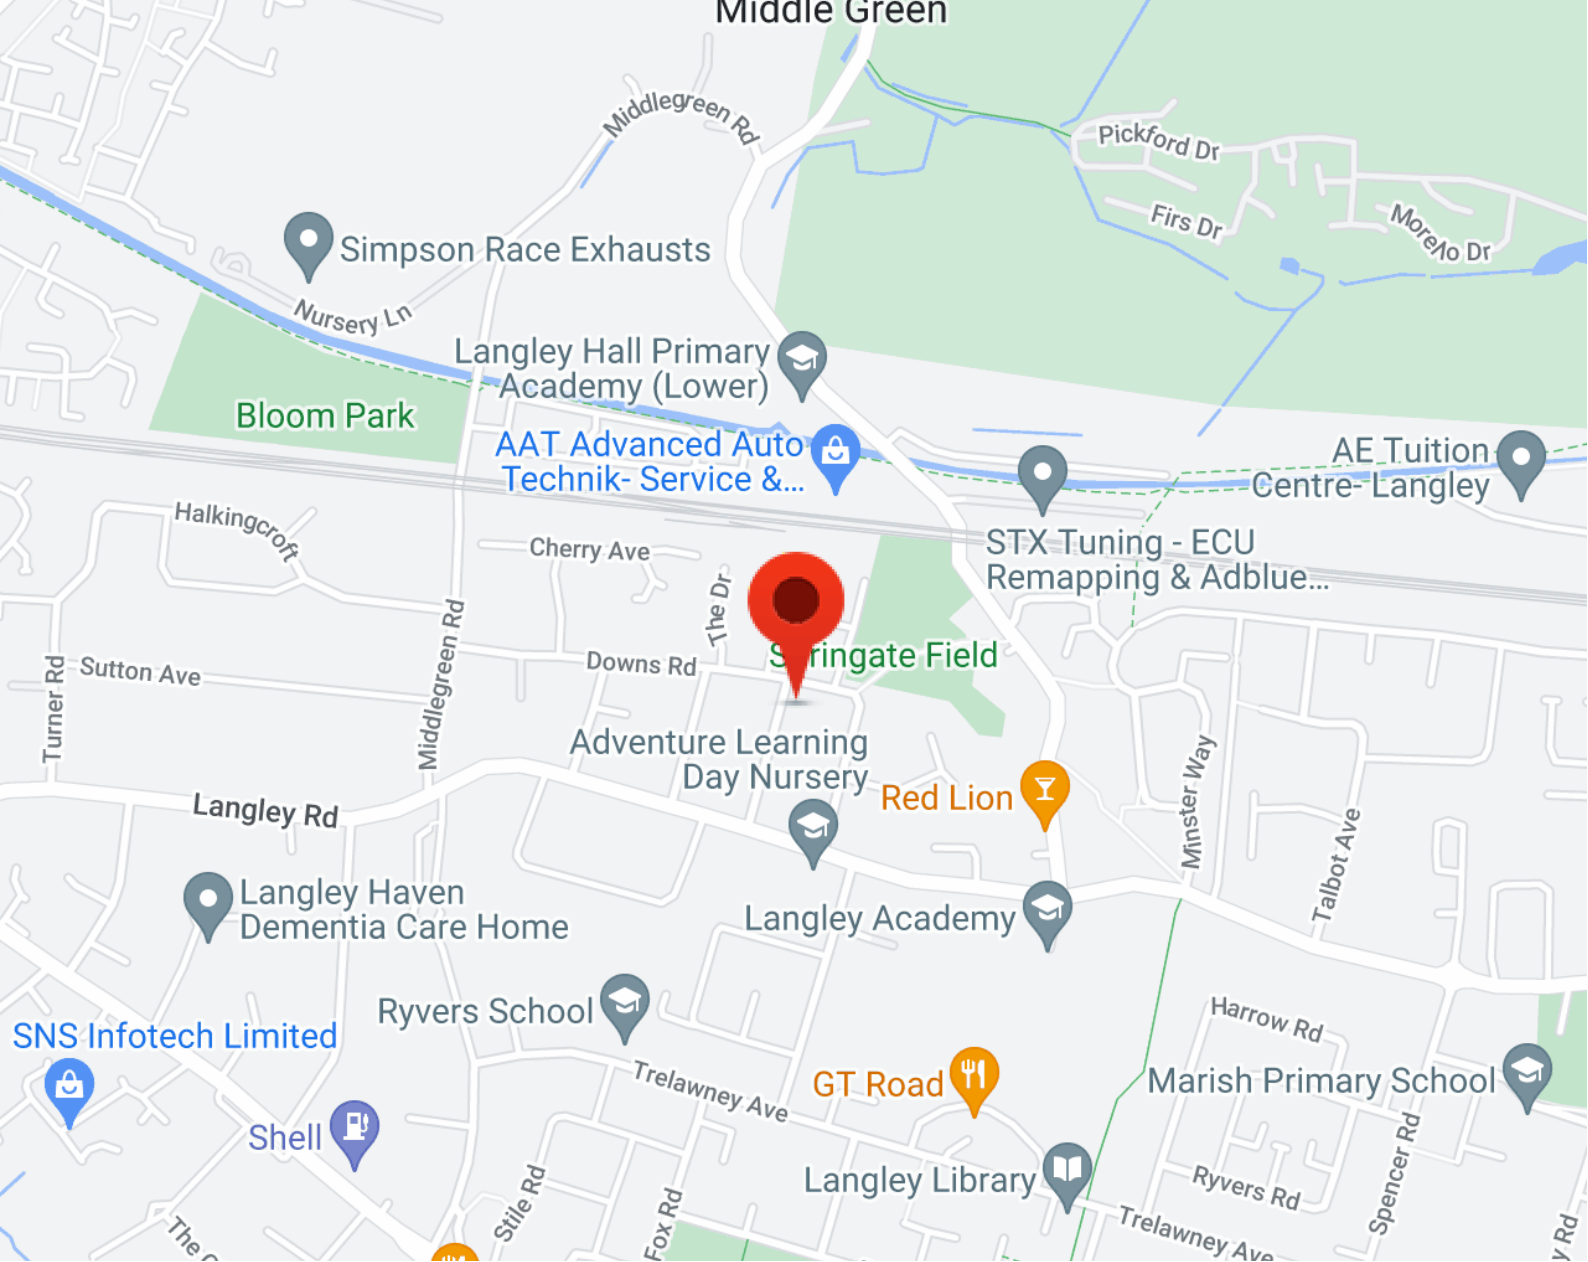 Middle Green
Middlegreen Rd
Pickford Dr
Firs Dr
Morello Dr
Simpson Race Exhausts
Nursery Ln
Langley Hall Primary
Academy (Lower)
Bloom Park
AAT Advanced Auto
Technik- Service &...
AE Tuition
Centre- Langley
Halkingcroft
Cherry Ave
STX Tuning - ECU
Remapping & Adblue...
The Dr
Middlegreen Rd
Turner Rd
Sutton Ave
Downs Rd
Springate Field
Adventure Learning
Day Nursery
Red Lion
Minster Way
Talbot Ave
Langley Rd
Langley Haven
Dementia Care Home
Langley Academy
Ryvers School
SNS Infotech Limited
Harrow Rd
Trelawney Ave
GT Road
Marish Primary School
Shell
Langley Library
Ryvers Rd
Spencer Rd
Stile Rd
Fox Rd
Trelawney Ave
The
y Rd